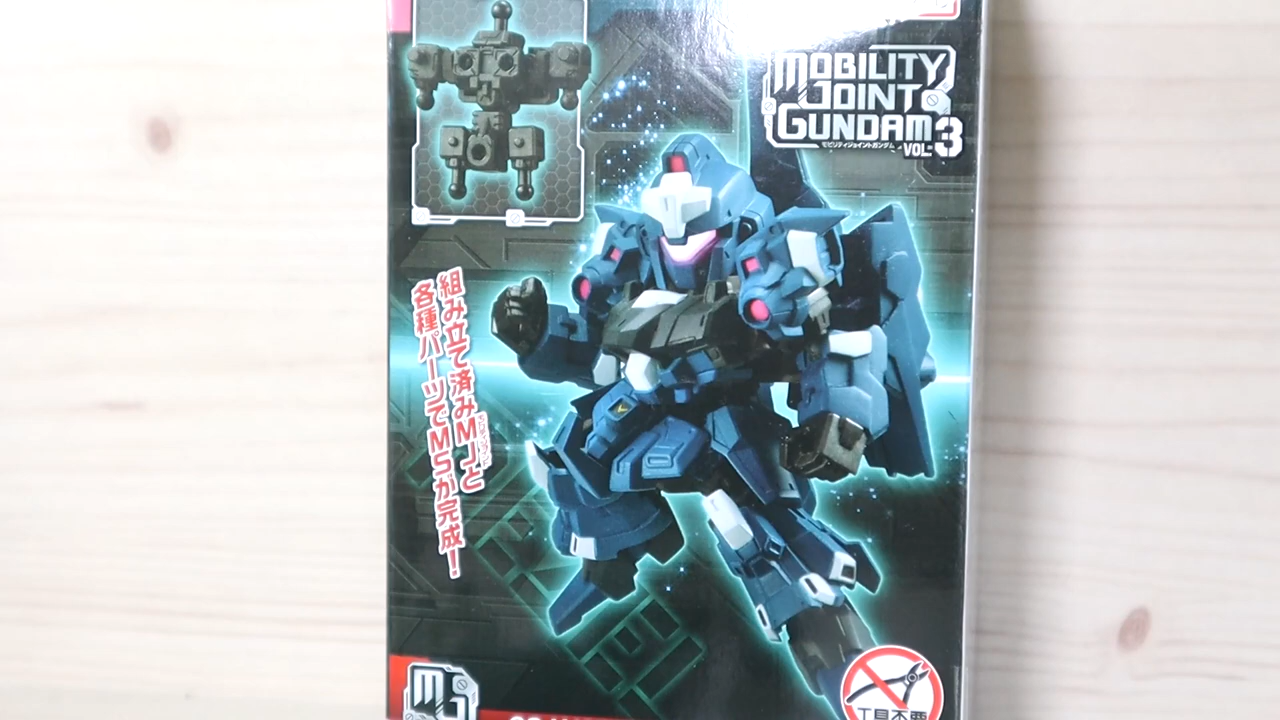 MOBILITY
JOINT
GUNDAM
モビリティジョイントガンダム
VOL.3
組み立て済みMJと
各種パーツでMSが完成！
MJ
工具不要